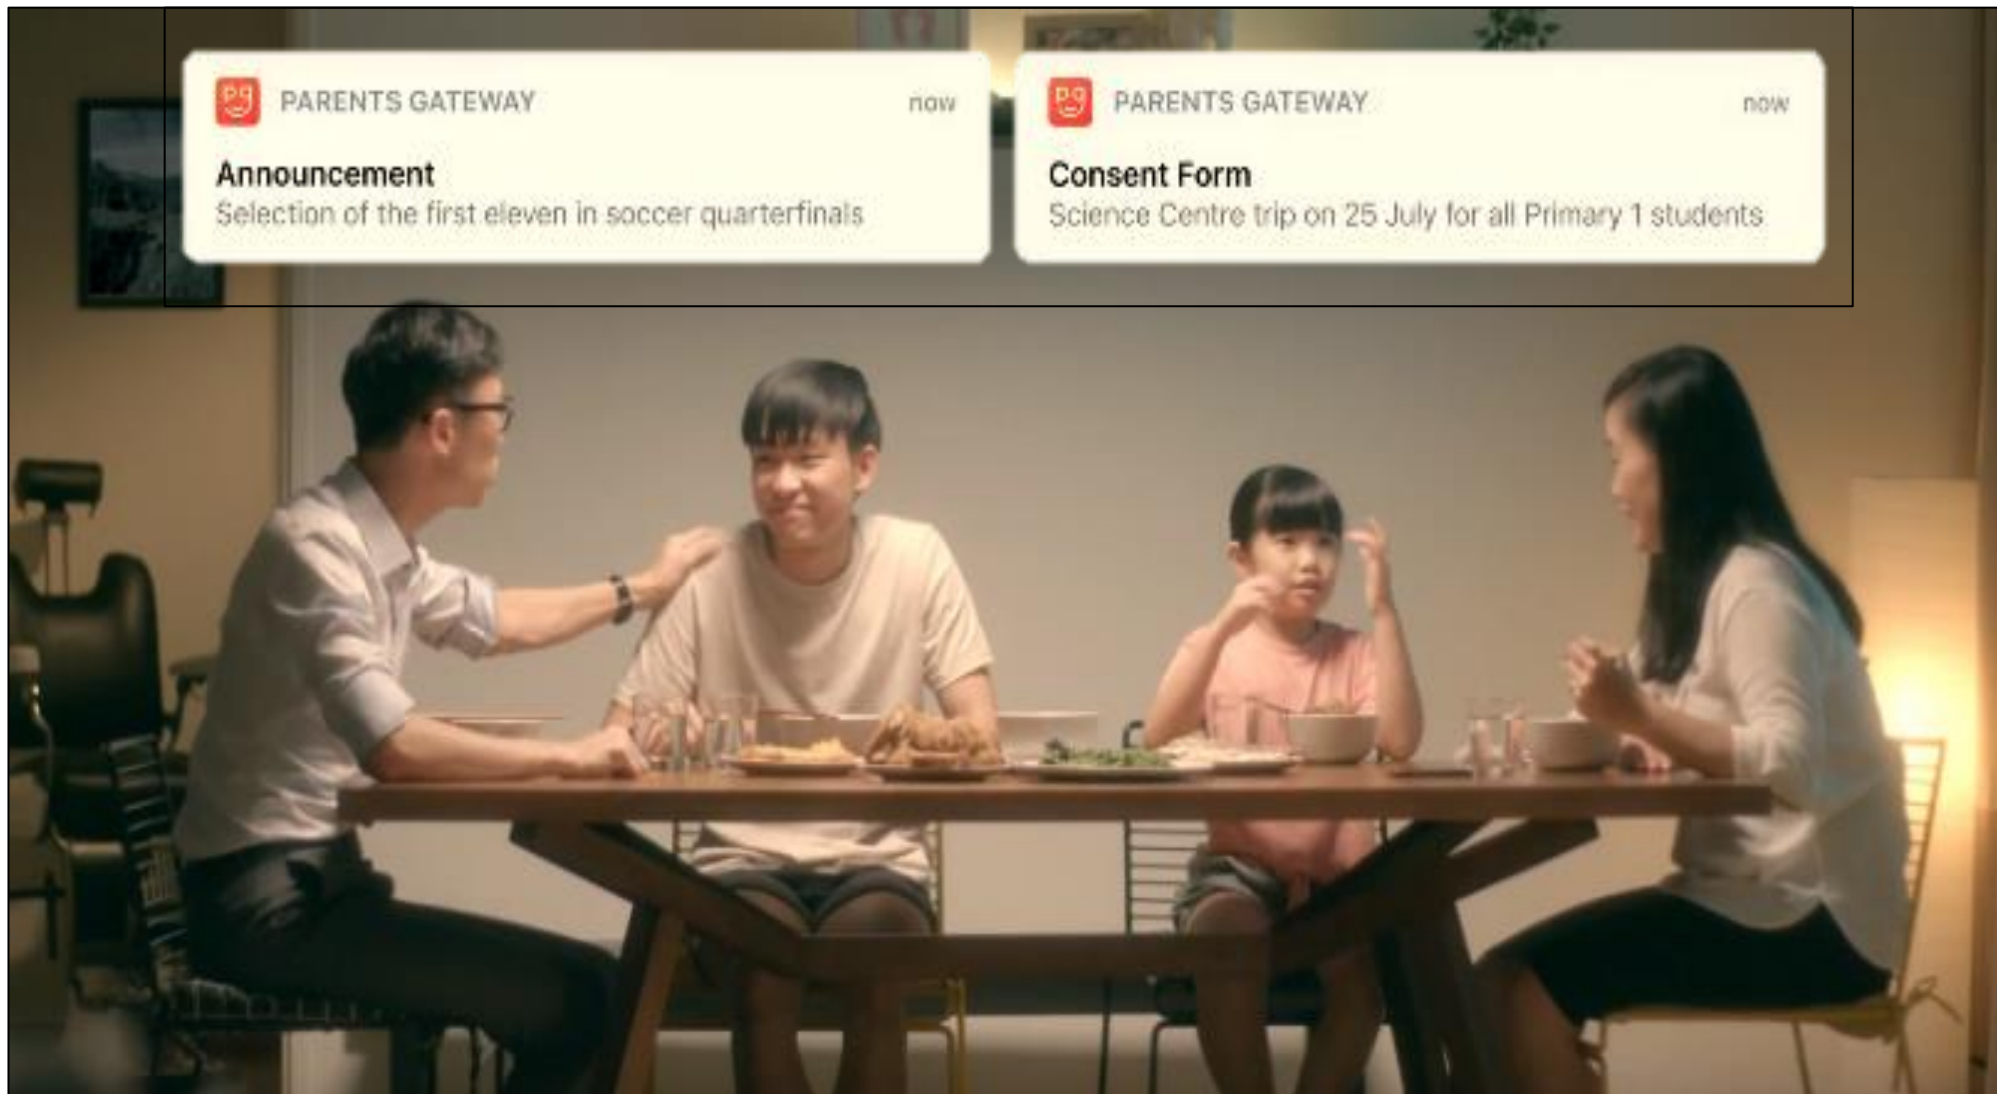 PARENTS GATEWAY
now
Announcement
Selection of the first eleven in soccer quarterfinals
PARENTS GATEWAY
now
Consent Form
Science Centre trip on 25 July for all Primary 1 students